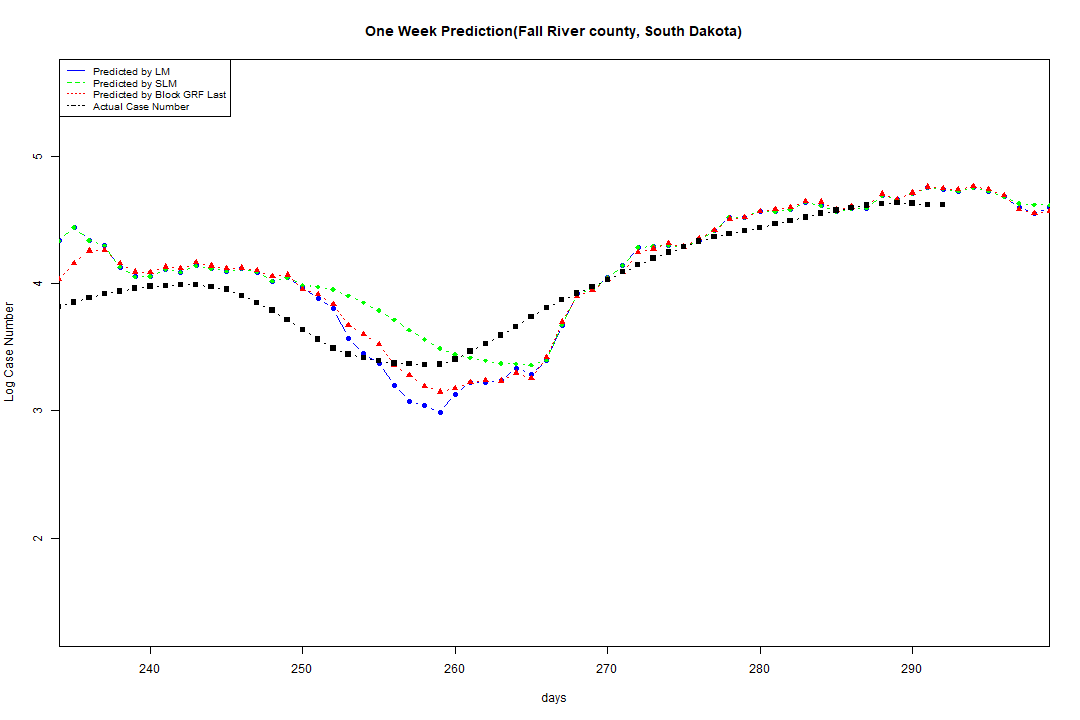 One Week Prediction(Fall River county, South Dakota)
Predicted by LM
Predicted by SLM
Predicted by Block GRF Last
Actual Case Number
5
4
3
2
Log Case Number
240 250 260 270 280 290
days